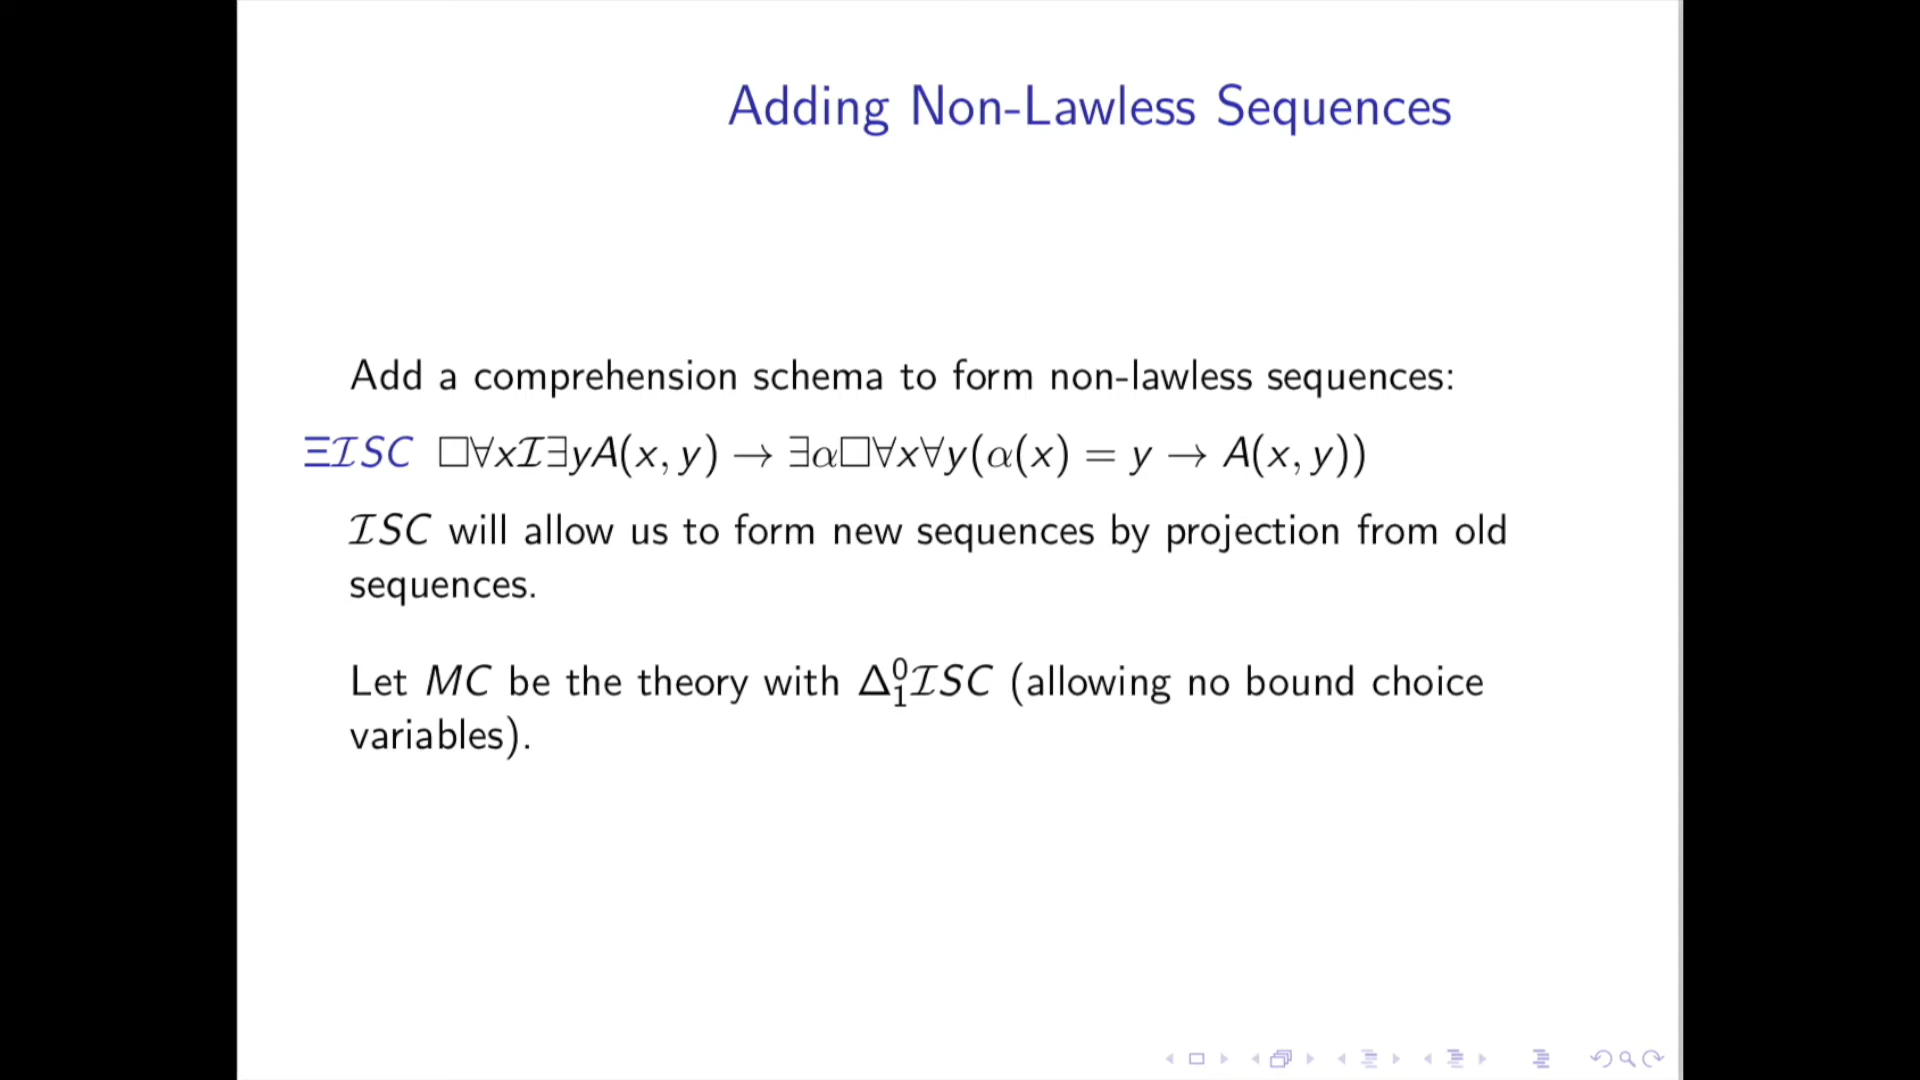 Adding Non-Lawless Sequences
Add a comprehension schema to form non-lawless sequences:
Ξ𝓘SC □∀x𝓘∃yA(x, y) → ∃α□∀x∀y(α(x) = y → A(x, y))
𝓘SC will allow us to form new sequences by projection from old
sequences.
Let MC be the theory with Δ⁰₁𝓘SC (allowing no bound choice
variables).